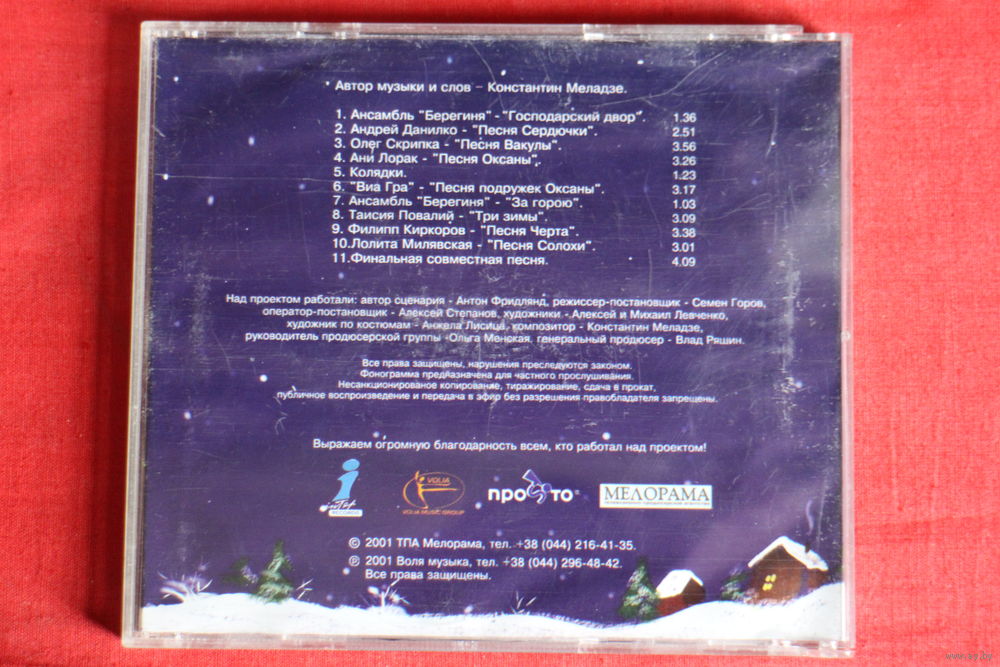 Автор музыки и слов - Константин Меладзе.
1. Ансамбль "Берегиня" - "Господарский двор". 1.36
2. Андрей Данилко - "Песня Сердючки". 2.51
3. Олег Скрипка - "Песня Вакулы". 3.56
4. Ани Лорак - "Песня Оксаны". 3.26
5. Колядки. 1.23
6. "Виа Гра" - "Песня подружек Оксаны". 3.17
7. Ансамбль "Берегиня" - "За горою". 1.03
8. Таисия Повалий - "Три зимы". 3.09
9. Филипп Киркоров - "Песня Черта". 3.38
10.Лолита Милявская - "Песня Солохи". 3.01
11.Финальная совместная песня. 4.09
Над проектом работали: автор сценария - Антон Фридлянд, режиссер-постановщик - Семен Горов,
оператор-постановщик - Алексей Степанов, художники - Алексей и Михаил Левченко,
художник по костюмам - Анжела Лисица, композитор - Константин Меладзе,
руководитель продюсерской группы -Ольга Менская, генеральный продюсер - Влад Ряшин.
Все права защищены, нарушения преследуются законом.
Фонограмма предназначена для частного прослушивания.
Несанкционированое копирование, тиражирование, сдача в прокат,
публичное воспроизведение и передача в эфир без разрешения правобладателя запрещены.
Выражаем огромную благодарность всем, кто работал над проектом!
RECORDS
VOLIA
VOLIA MUSIC GROUP
просто
МЕЛОРАМА
© 2001 ТПА Мелорама, тел. +38 (044) 216-41-35.
℗ 2001 Воля музыка, тел. +38 (044) 296-48-42.
Все права защищены.
www.ay.by